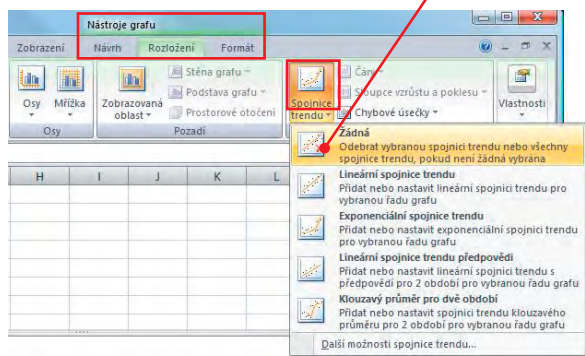 Nástroje grafu
Zobrazení Návrh Rozložení Formát
Osy Mřížka Zobrazovaná oblast Stěna grafu Podstava grafu Prostorové otočení Spojnice trendu Čáry Sloupce vzrůstu a poklesu Chybové úsečky Vlastnosti
Osy Pozadí
Žádná
Odebrat vybranou spojnici trendu nebo všechny
spojnice trendu, pokud není žádná vybrána
H I J K L
Lineární spojnice trendu
Přidat nebo nastavit lineární spojnici trendu pro
vybranou řadu grafu
Exponenciální spojnice trendu
Přidat nebo nastavit exponenciální spojnici trendu
pro vybranou řadu grafu
Lineární spojnice trendu předpovědi
Přidat nebo nastavit lineární spojnici trendu s
předpovědí pro 2 období pro vybranou řadu grafu
Klouzavý průměr pro dvě období
Přidat nebo nastavit spojnici trendu klouzavého
průměru pro 2 období pro vybranou řadu grafu
Další možnosti spojnice trendu...